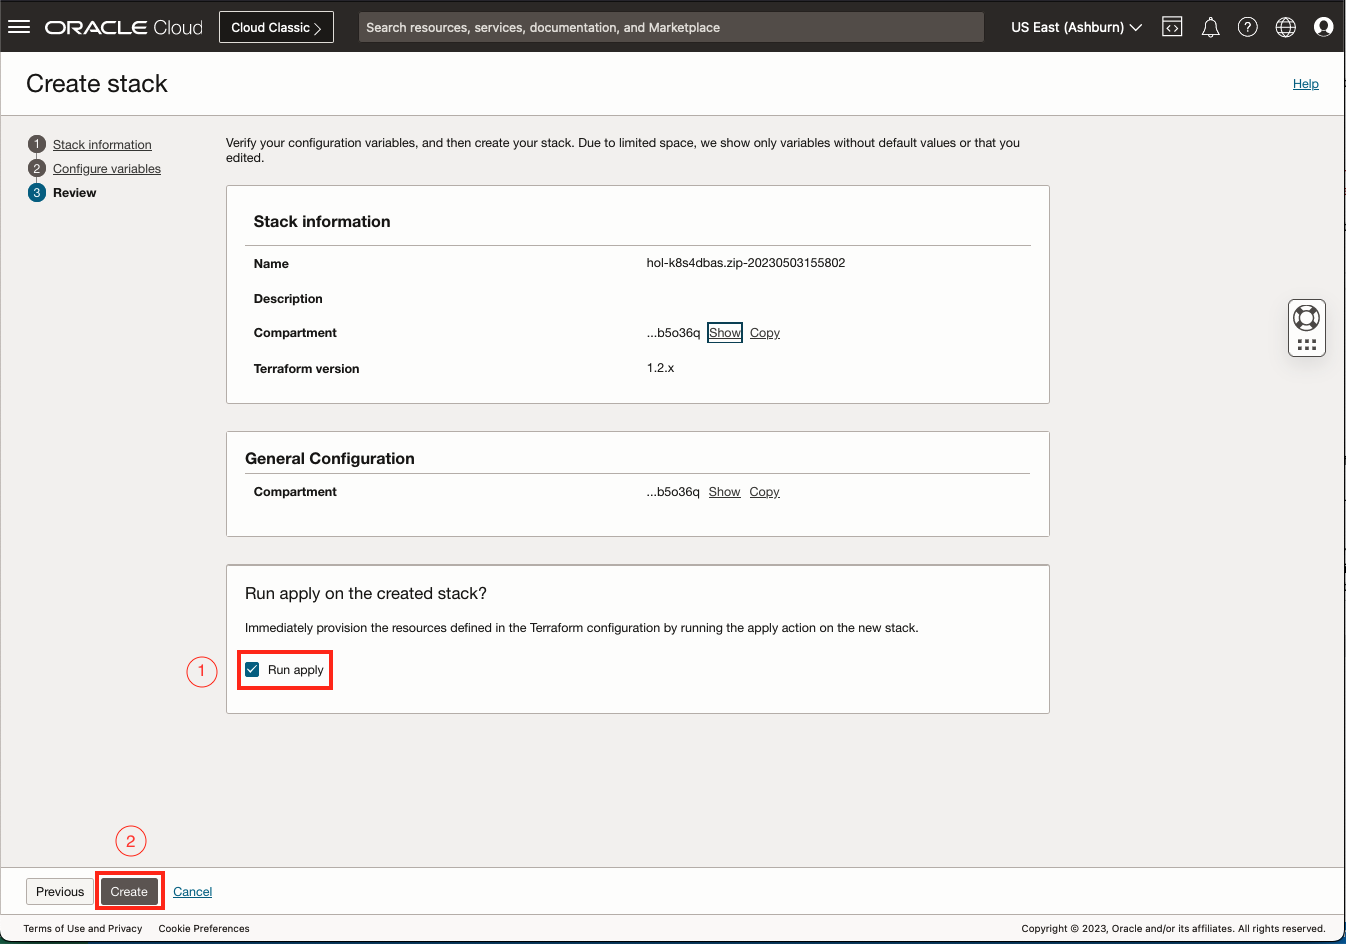 ORACLE Cloud
Cloud Classic
Search resources, services, documentation, and Marketplace
US East (Ashburn)
Create stack
Help
1 Stack information
2 Configure variables
3 Review
Verify your configuration variables, and then create your stack. Due to limited space, we show only variables without default values or that you
edited.
Stack information
Name hol-k8s4dbas.zip-20230503155802
Description
Compartment ...b5o36q Show Copy
Terraform version 1.2.x
General Configuration
Compartment ...b5o36q Show Copy
Run apply on the created stack?
Immediately provision the resources defined in the Terraform configuration by running the apply action on the new stack.
1 Run apply
2
Previous Create Cancel
Terms of Use and Privacy Cookie Preferences
Copyright © 2023, Oracle and/or its affiliates. All rights reserved.